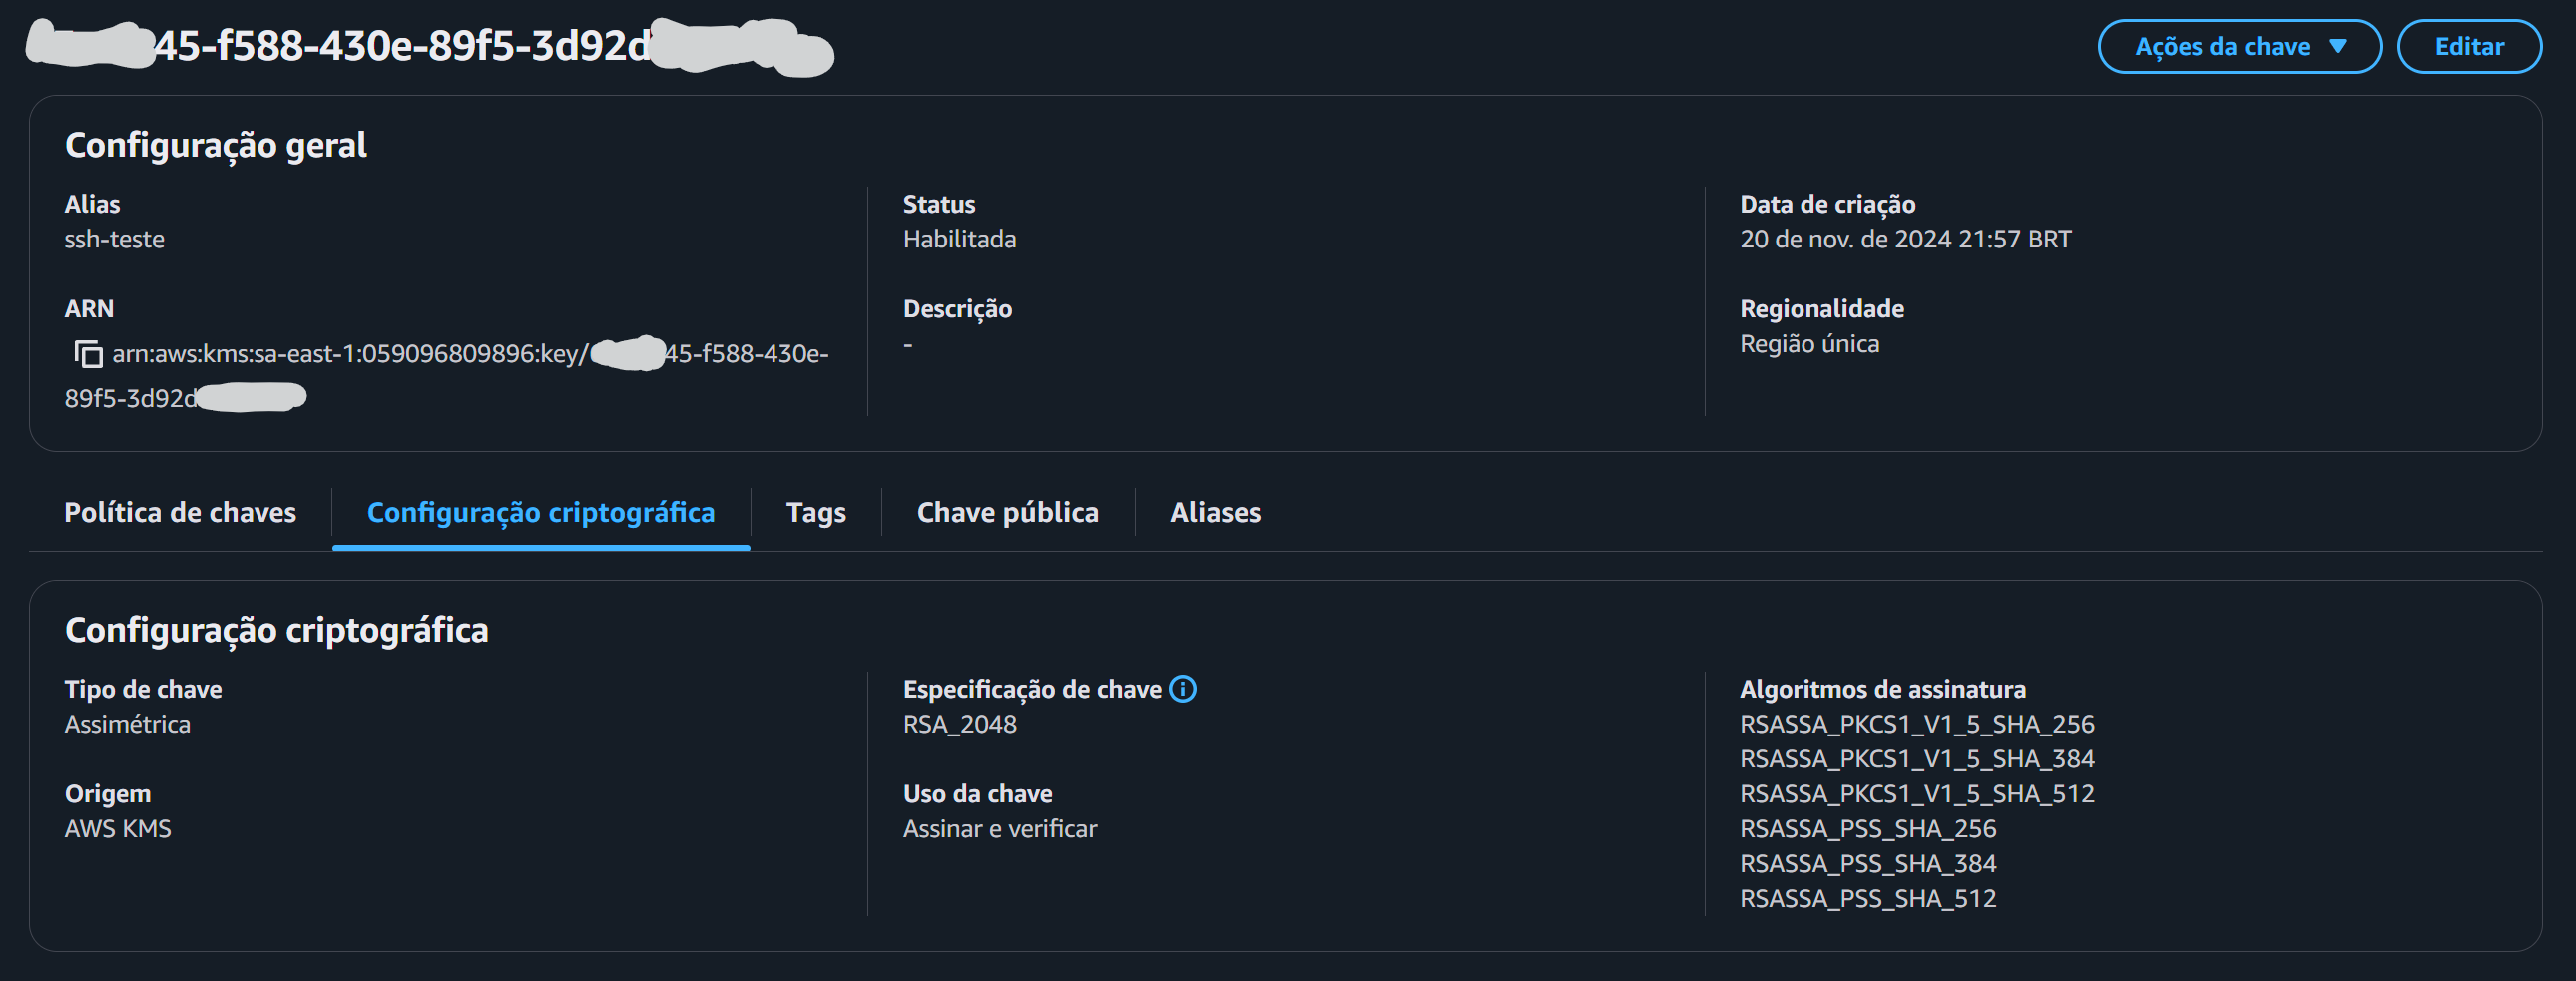 45-f588-430e-89f5-3d92d
Ações da chave
Editar
Configuração geral
Alias
ssh-teste
ARN
arn:aws:kms:sa-east-1:059096809896:key/ 45-f588-430e-
89f5-3d92d
Status
Habilitada
Descrição
-
Data de criação
20 de nov. de 2024 21:57 BRT
Regionalidade
Região única
Política de chaves
Configuração criptográfica
Tags
Chave pública
Aliases
Configuração criptográfica
Tipo de chave
Assimétrica
Origem
AWS KMS
Especificação de chave
RSA_2048
Uso da chave
Assinar e verificar
Algoritmos de assinatura
RSASSA_PKCS1_V1_5_SHA_256
RSASSA_PKCS1_V1_5_SHA_384
RSASSA_PKCS1_V1_5_SHA_512
RSASSA_PSS_SHA_256
RSASSA_PSS_SHA_384
RSASSA_PSS_SHA_512